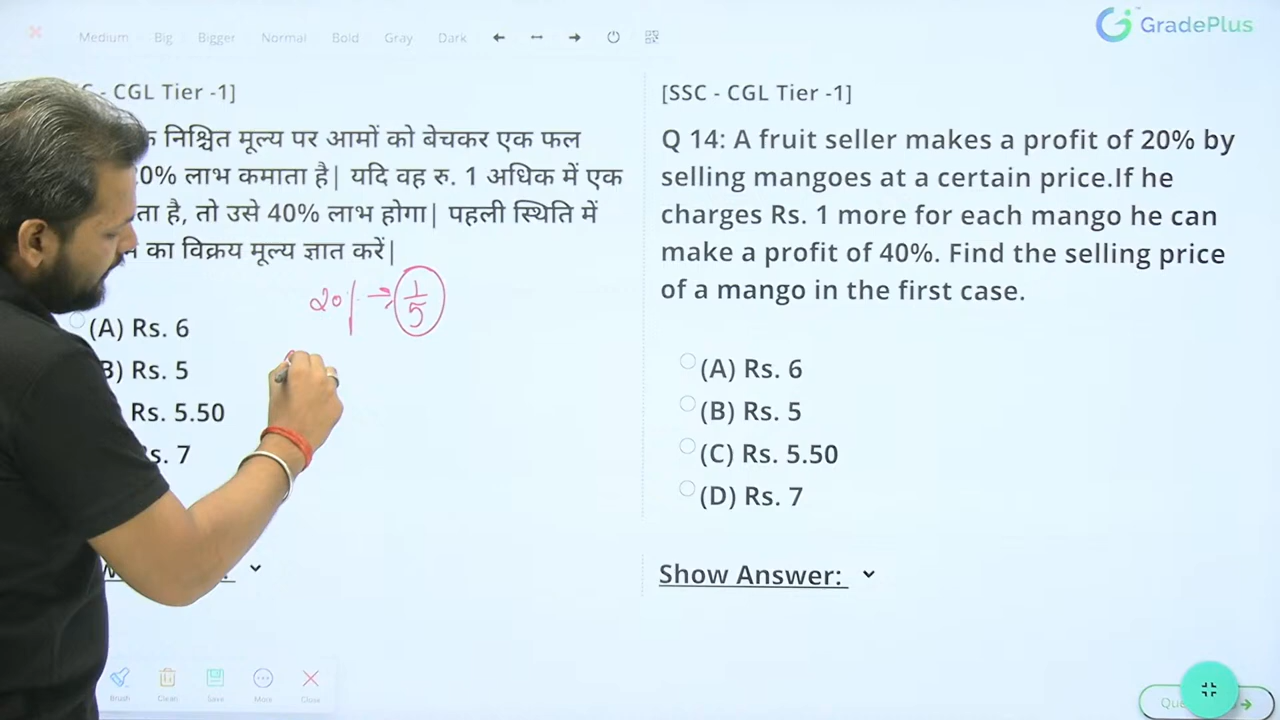 Medium Big Bigger Normal Bold Gray Dark
GradePlus
- CGL Tier -1]
निश्चित मूल्य पर आमों को बेचकर एक फल
0% लाभ कमाता है| यदि वह रु. 1 अधिक में एक
ता है, तो उसे 40% लाभ होगा| पहली स्थिति में
का विक्रय मूल्य ज्ञात करें|
20% → 1/5
(A) Rs. 6
B) Rs. 5
Rs. 5.50
s. 7
[SSC - CGL Tier -1]
Q 14: A fruit seller makes a profit of 20% by
selling mangoes at a certain price.If he
charges Rs. 1 more for each mango he can
make a profit of 40%. Find the selling price
of a mango in the first case.
(A) Rs. 6
(B) Rs. 5
(C) Rs. 5.50
(D) Rs. 7
Show Answer:
Brush Clean Save More Close